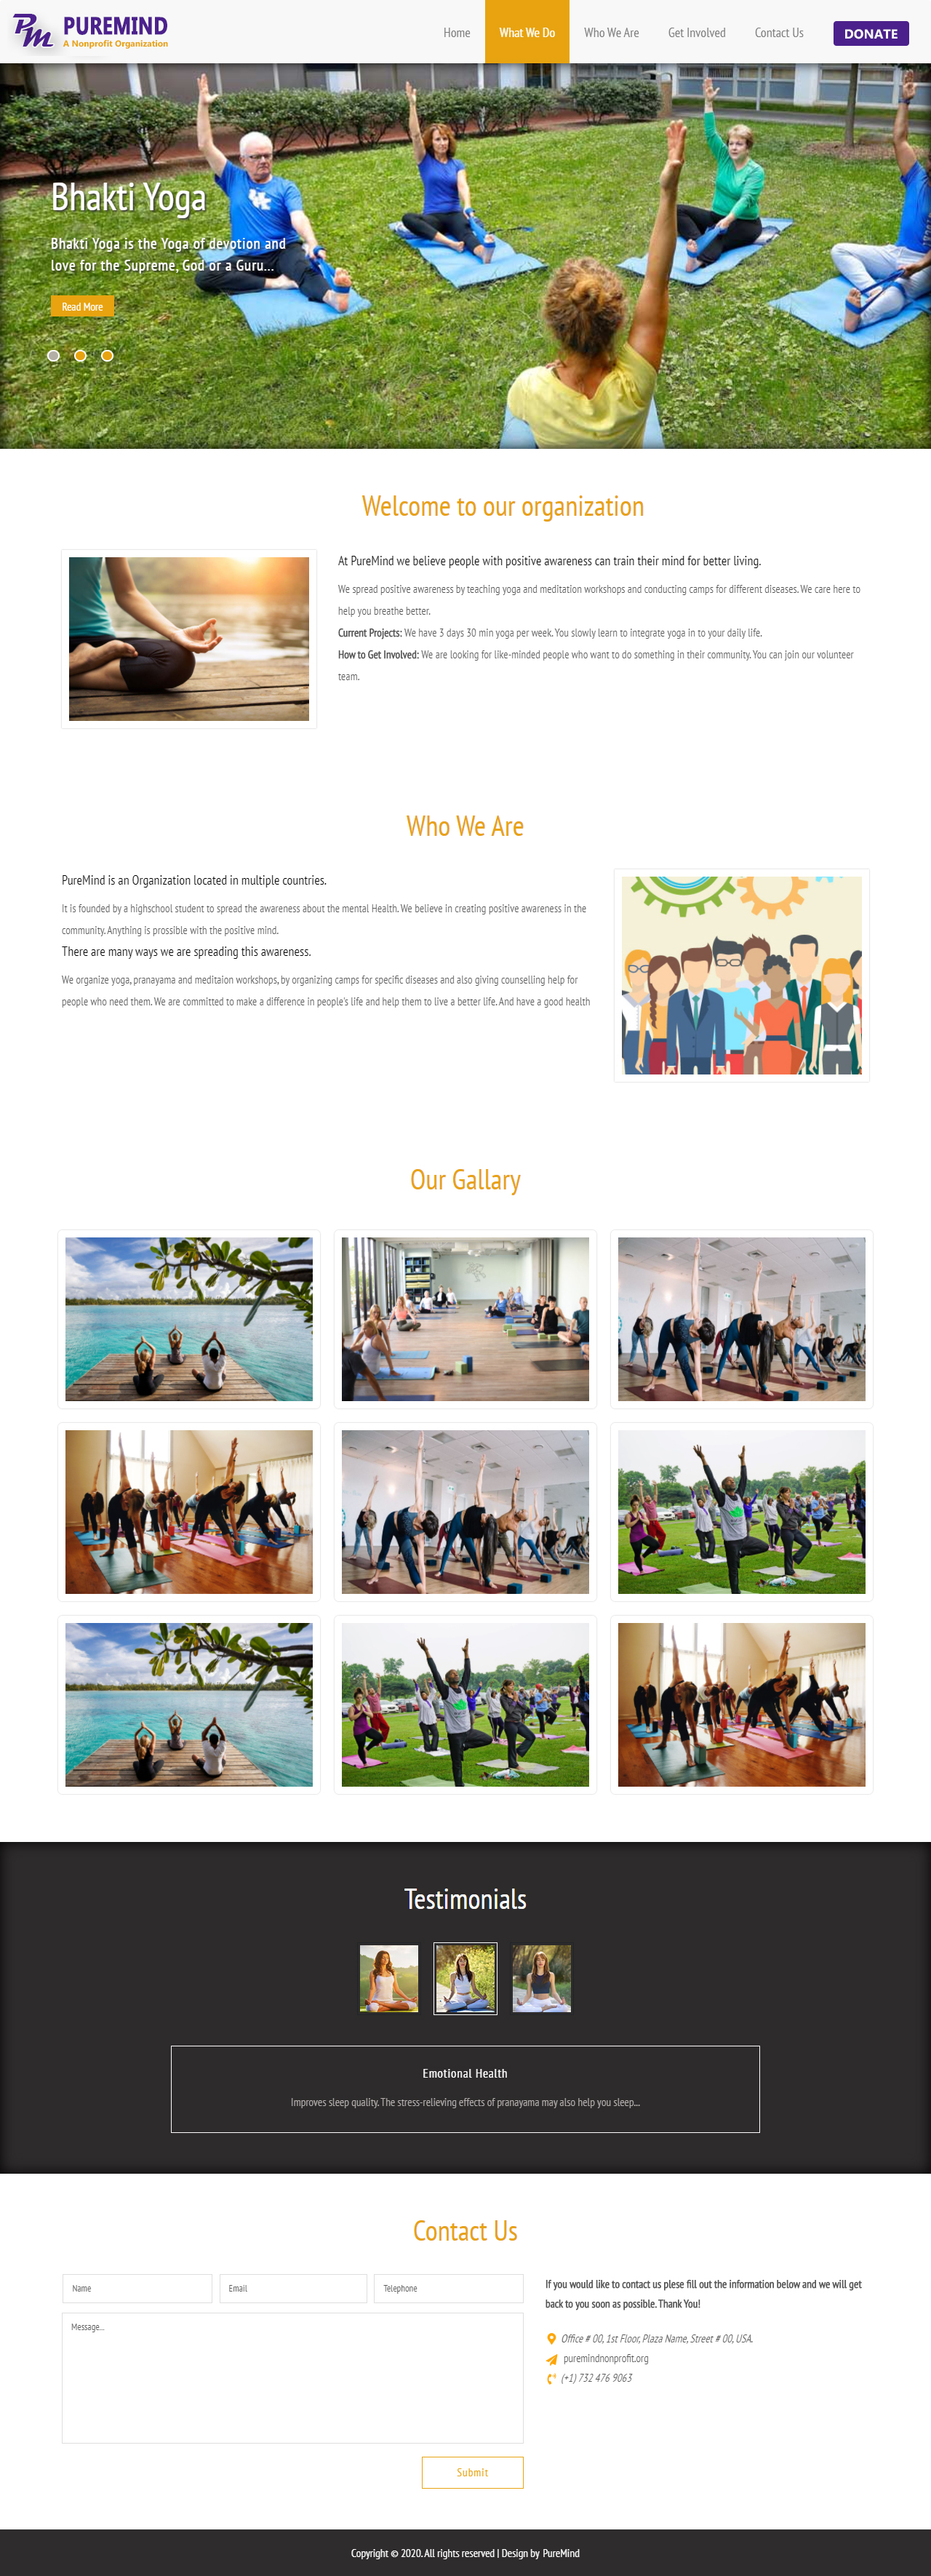 PM PUREMIND
A Nonprofit Organization
Home What We Do Who We Are Get Involved Contact Us DONATE
Bhakti Yoga
Bhakti Yoga is the Yoga of devotion and
love for the Supreme, God or a Guru...
Read More
Welcome to our organization
At PureMind we believe people with positive awareness can train their mind for better living.
We spread positive awareness by teaching yoga and meditation workshops and conducting camps for different diseases. We care here to
help you breathe better.
Current Projects: We have 3 days 30 min yoga per week. You slowly learn to integrate yoga in to your daily life.
How to Get Involved: We are looking for like-minded people who want to do something in their community. You can join our volunteer
team.
Who We Are
PureMind is an Organization located in multiple countries.
It is founded by a highschool student to spread the awareness about the mental Health. We believe in creating positive awareness in the
community. Anything is prossible with the positive mind.
There are many ways we are spreading this awareness.
We organize yoga, pranayama and meditaion workshops, by organizing camps for specific diseases and also giving counselling help for
people who need them. We are committed to make a difference in people's life and help them to live a better life. And have a good health
Our Gallary
Testimonials
Emotional Health
Improves sleep quality. The stress-relieving effects of pranayama may also help you sleep...
Contact Us
Name Email Telephone
Message...
Submit
If you would like to contact us plese fill out the information below and we will get
back to you soon as possible. Thank You!
Office # 00, 1st Floor, Plaza Name, Street # 00, USA.
puremindnonprofit.org
(+1) 732 476 9063
Copyright © 2020. All rights reserved | Design by PureMind